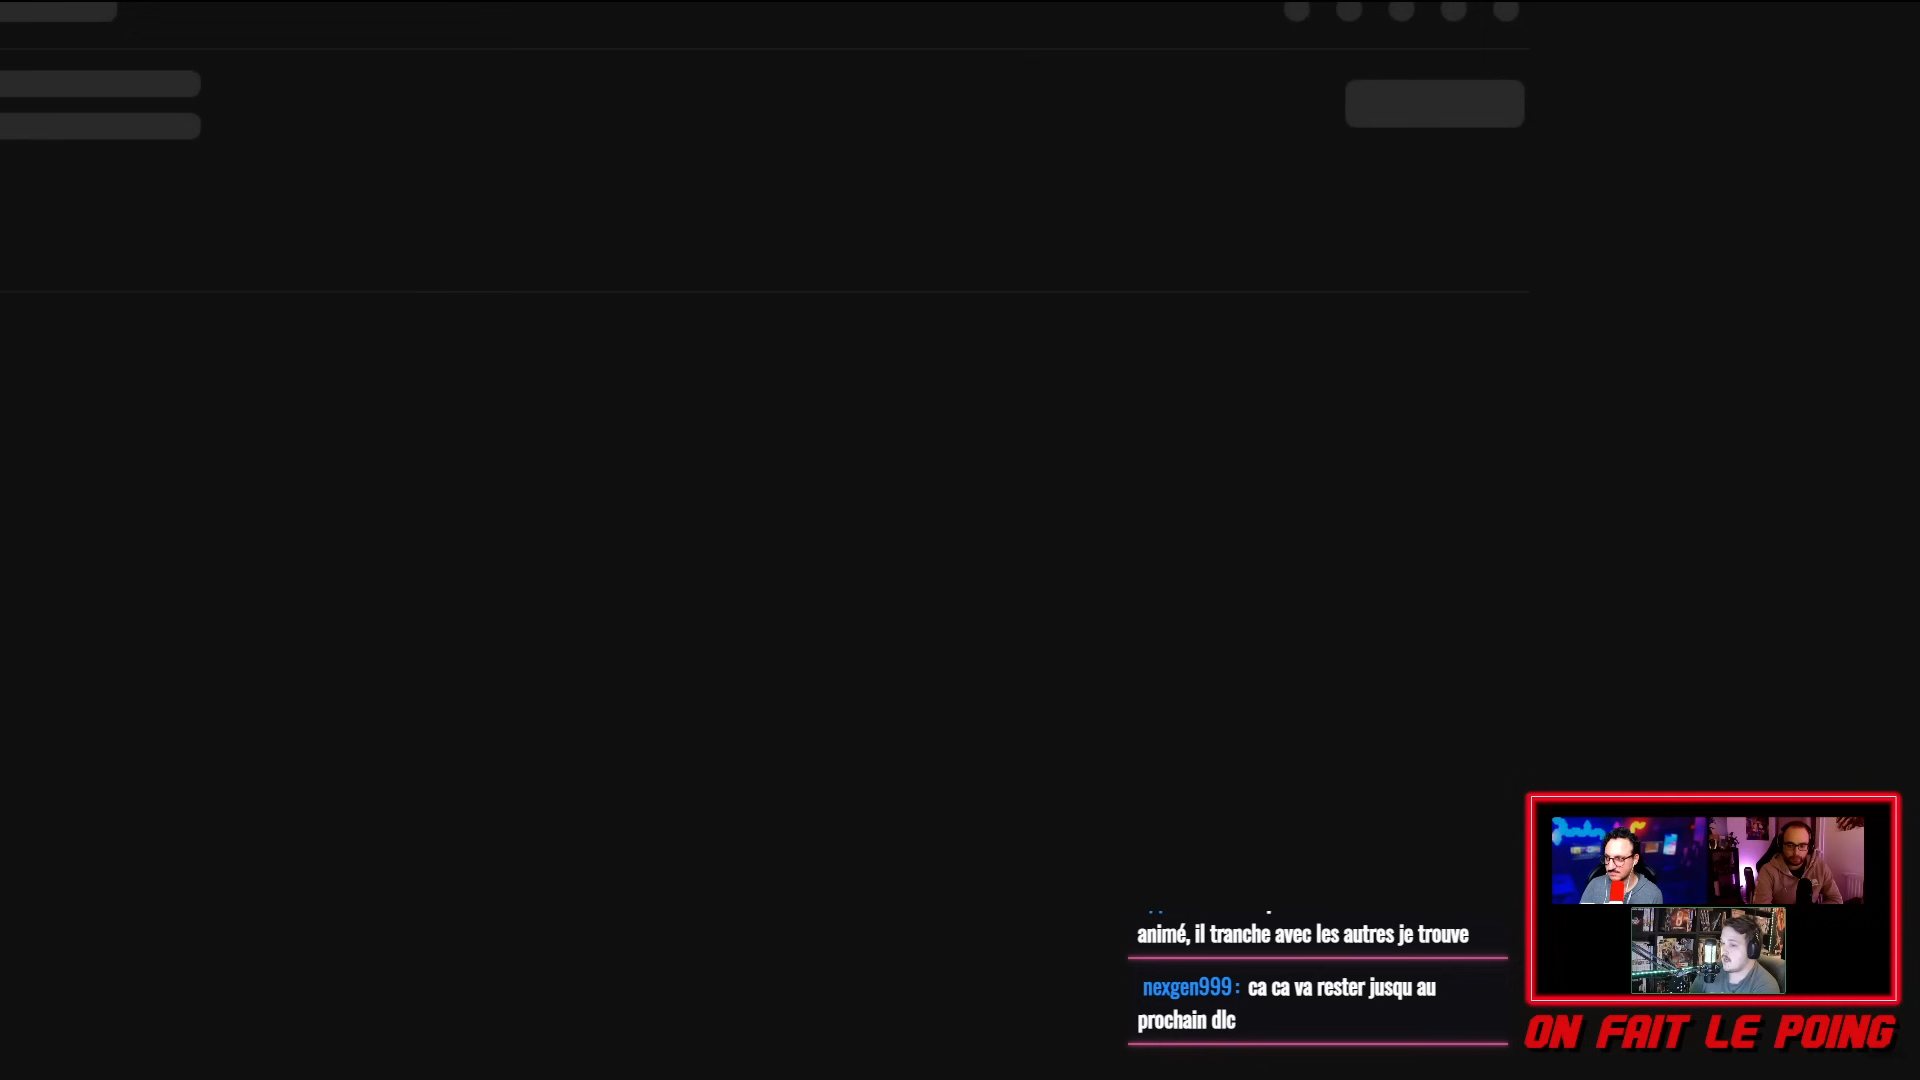 animé, il tranche avec les autres je trouve
nexgen999: ca ca va rester jusqu au
prochain dlc
ON FAIT LE POING